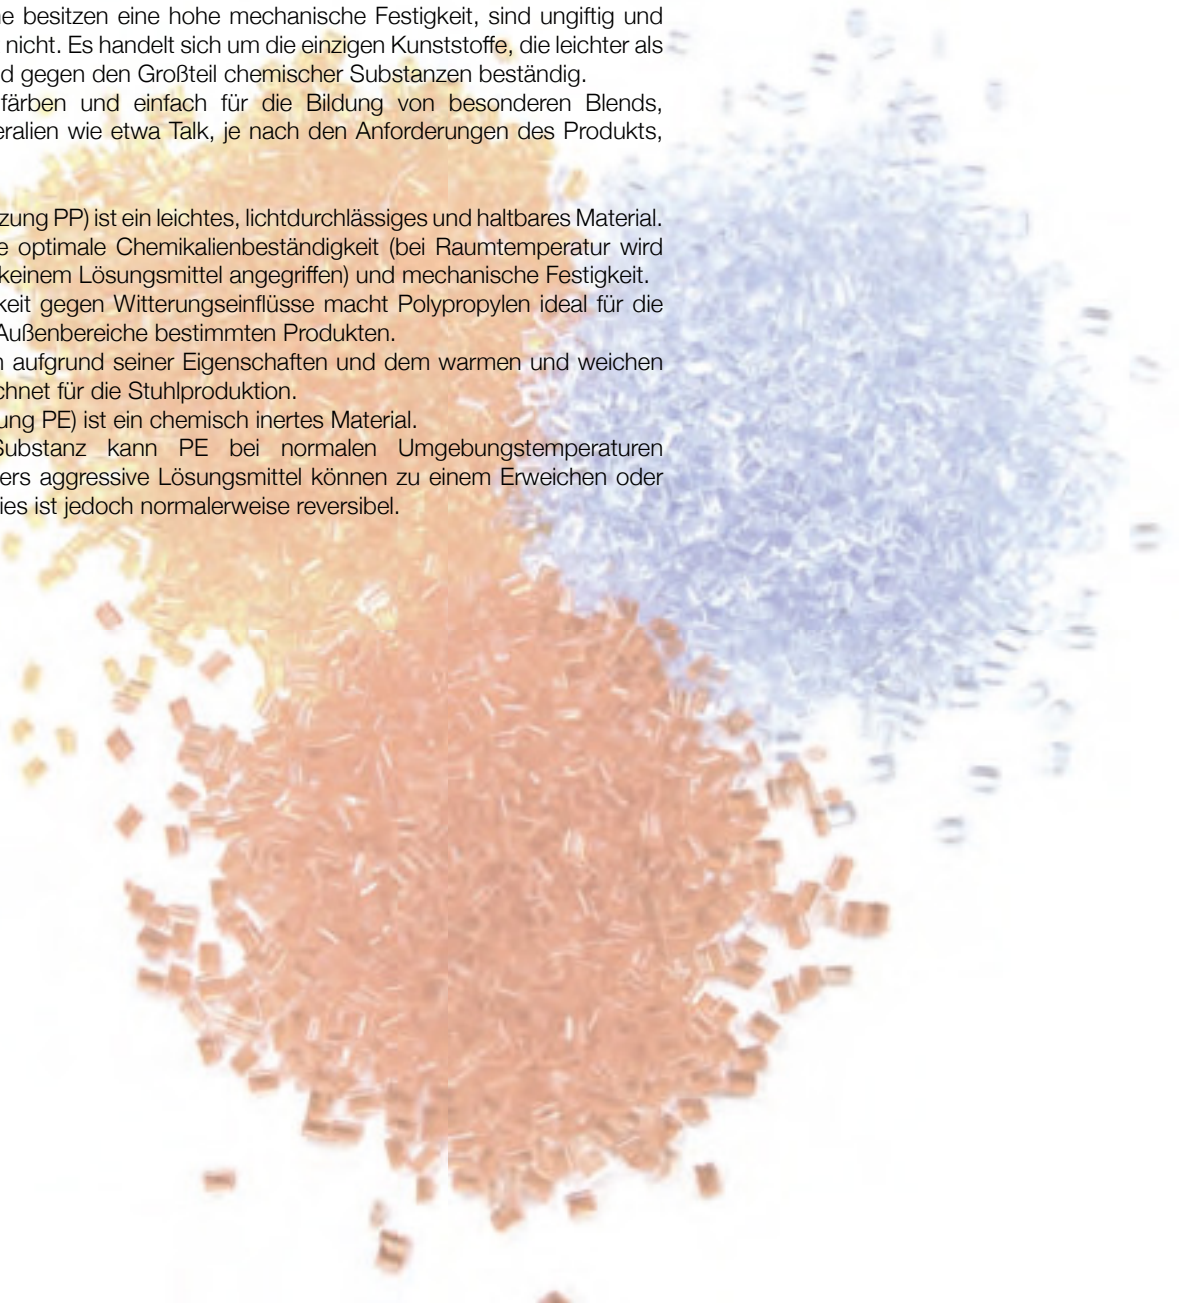 ne besitzen eine hohe mechanische Festigkeit, sind ungiftig und
nicht. Es handelt sich um die einzigen Kunststoffe, die leichter als
d gegen den Großteil chemischer Substanzen beständig.
färben und einfach für die Bildung von besonderen Blends,
eralien wie etwa Talk, je nach den Anforderungen des Produkts,
zung PP) ist ein leichtes, lichtdurchlässiges und haltbares Material.
e optimale Chemikalienbeständigkeit (bei Raumtemperatur wird
keinem Lösungsmittel angegriffen) und mechanische Festigkeit.
keit gegen Witterungseinflüsse macht Polypropylen ideal für die
Außenbereiche bestimmten Produkten.
n aufgrund seiner Eigenschaften und dem warmen und weichen
chnet für die Stuhlproduktion.
ung PE) ist ein chemisch inertes Material.
Substanz kann PE bei normalen Umgebungstemperaturen
ers aggressive Lösungsmittel können zu einem Erweichen oder
ies ist jedoch normalerweise reversibel.